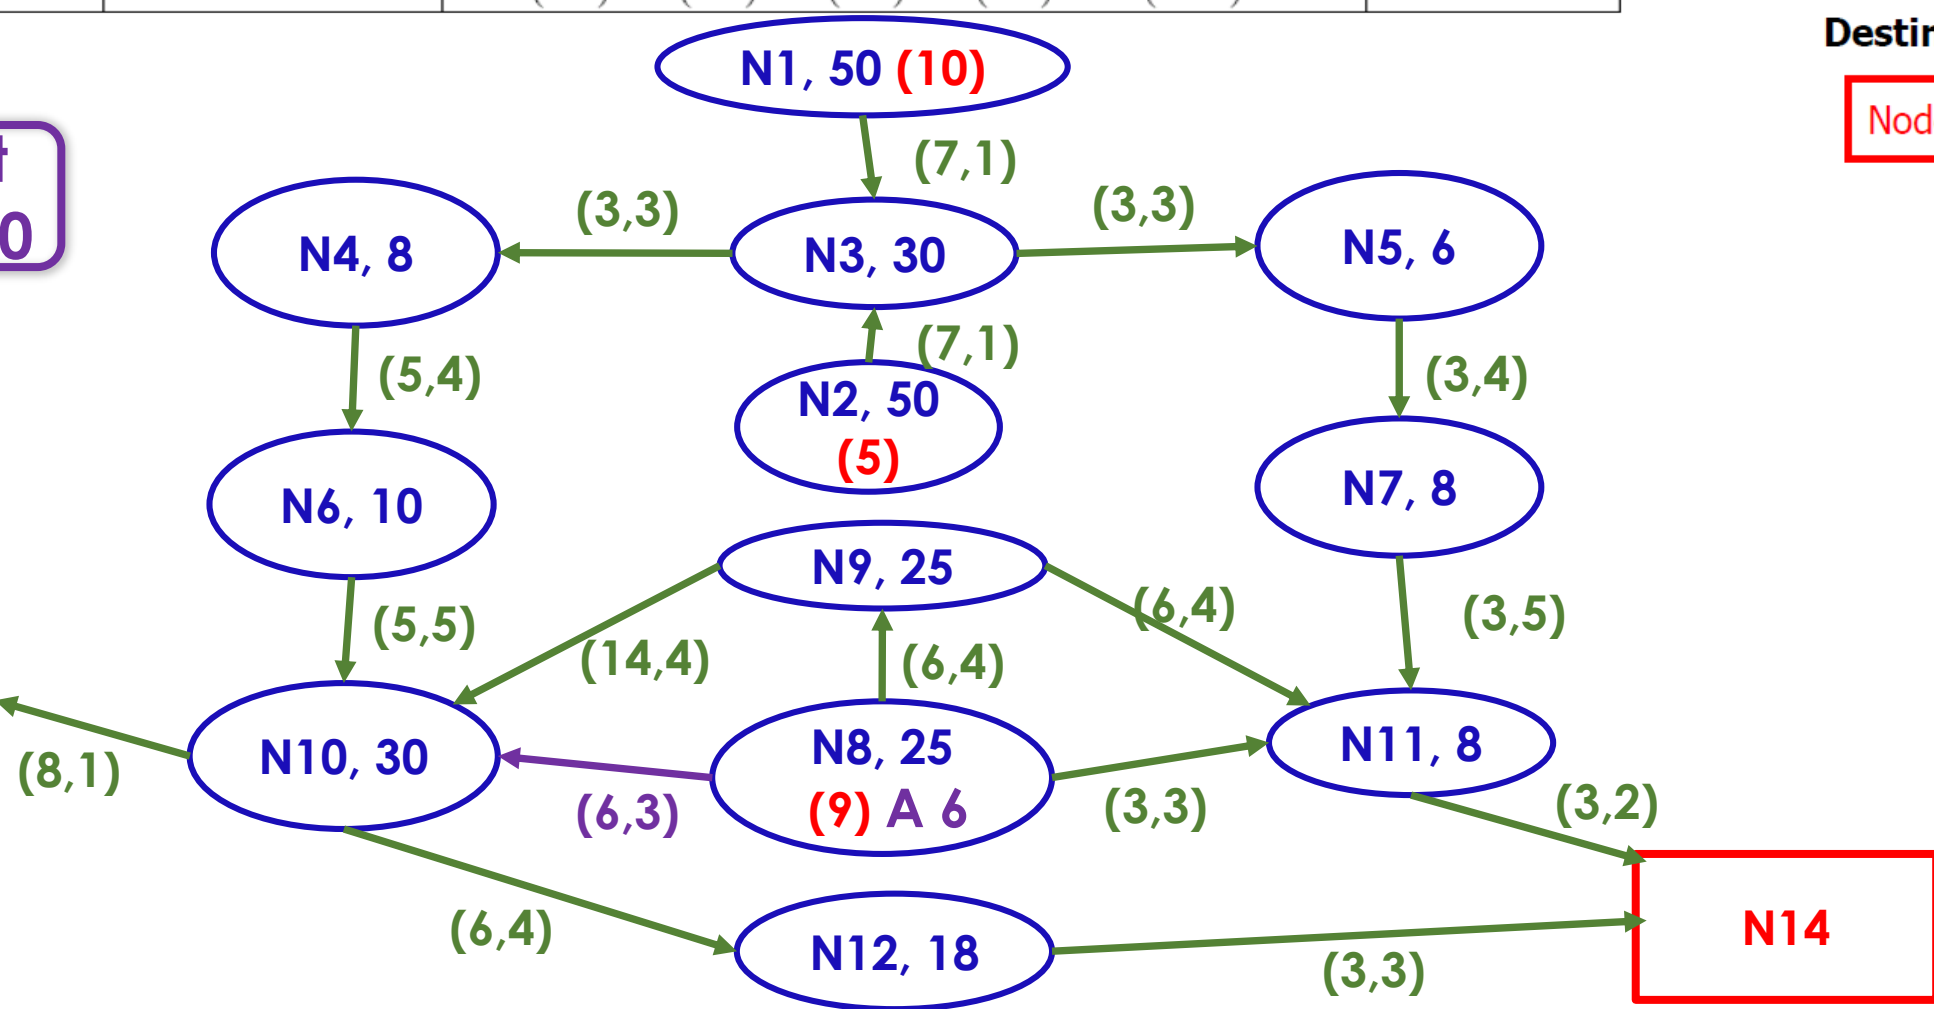 Destin
N1, 50 (10)
Nod
(7,1)
0
(3,3)
(3,3)
N4, 8
N3, 30
N5, 6
(7,1)
(5,4)
(3,4)
N2, 50
(5)
N6, 10
N7, 8
N9, 25
(6,4)
(5,5)
(3,5)
(14,4)
(6,4)
N10, 30
N8, 25
(9) A 6
N11, 8
(8,1)
(6,3)
(3,3)
(3,2)
(6,4)
N12, 18
N14
(3,3)